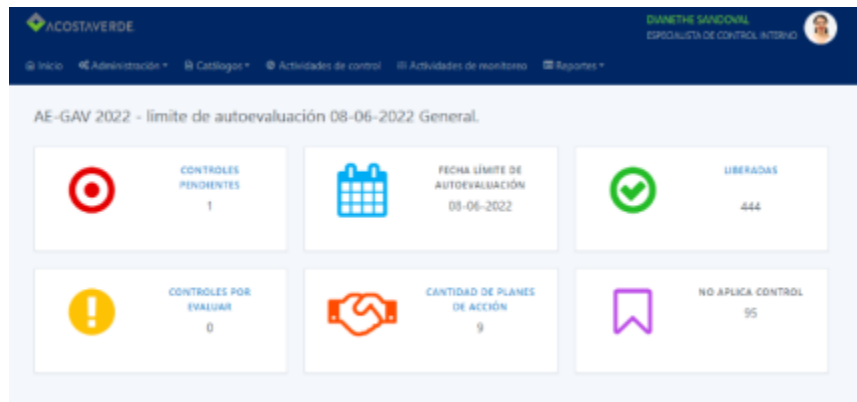 ACOSTAVERDE
DIANETHE SANDOVAL
ESPECIALISTA DE CONTROL INTERNO
Inicio Administración Catálogos Actividades de control Actividades de monitoreo Reportes
AE-GAV 2022 - límite de autoevaluación 08-06-2022 General.
CONTROLES
PENDIENTES
1
FECHA LÍMITE DE
AUTOEVALUACIÓN
08-06-2022
LIBERADAS
444
CONTROLES POR
EVALUAR
0
CANTIDAD DE PLANES
DE ACCIÓN
9
NO APLICA CONTROL
95